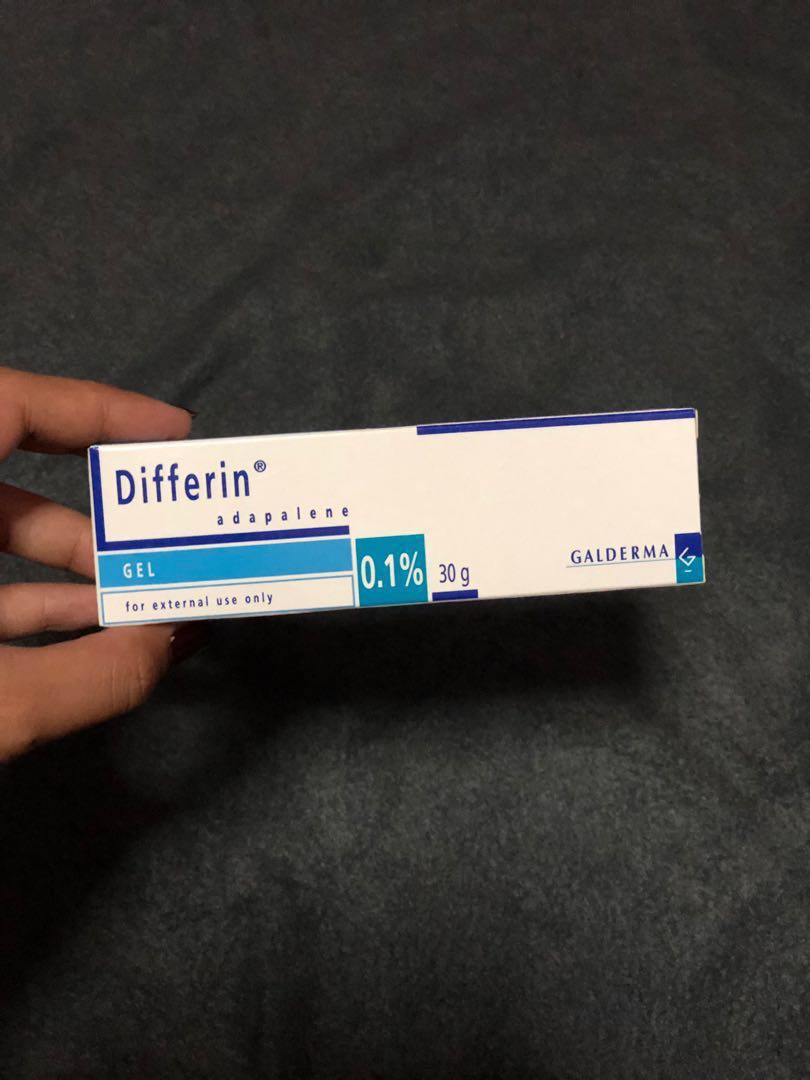 Differin®
adapalene
GEL
0.1%
30 g
for external use only
GALDERMA